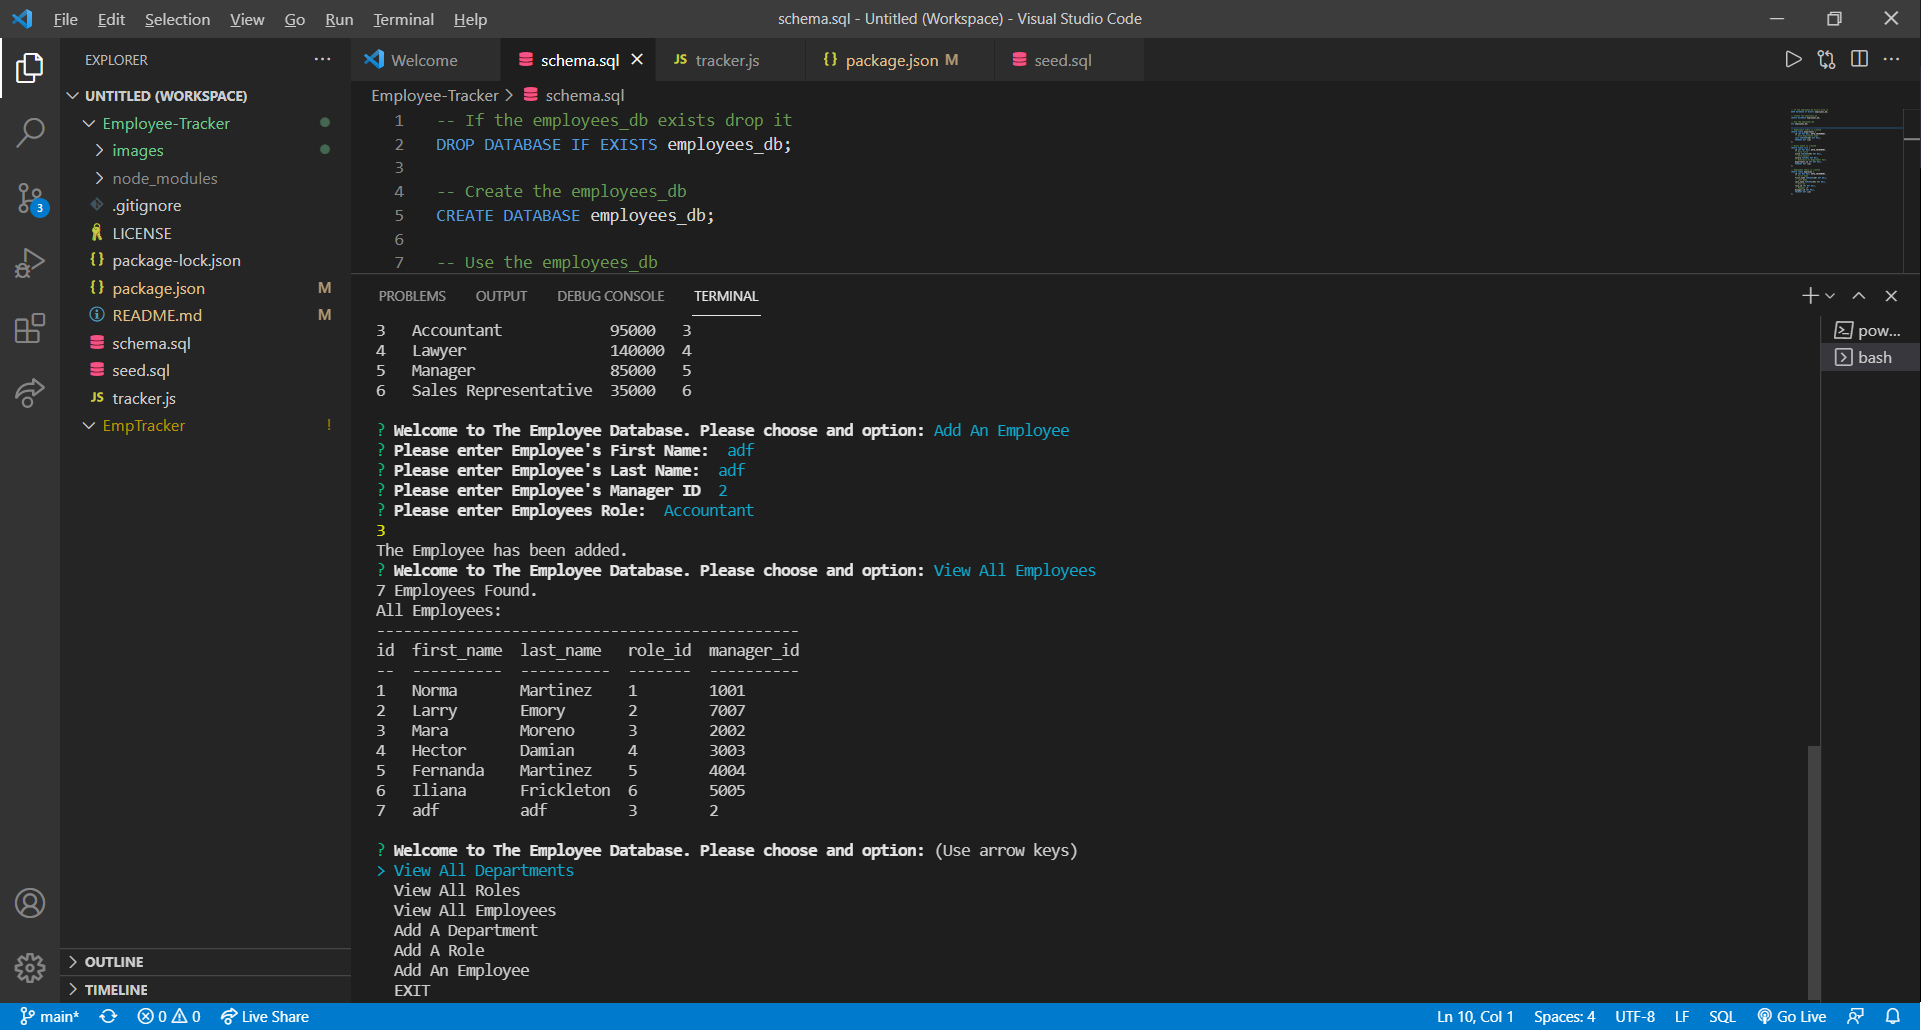 File Edit Selection View Go Run Terminal Help
schema.sql - Untitled (Workspace) - Visual Studio Code
EXPLORER
UNTITLED (WORKSPACE)
Employee-Tracker
images
node_modules
.gitignore
LICENSE
package-lock.json
package.json M
README.md M
schema.sql
seed.sql
tracker.js
EmpTracker !
OUTLINE
TIMELINE
3
Welcome
schema.sql
JS tracker.js
{} package.json M
seed.sql
Employee-Tracker > schema.sql
1 -- If the employees_db exists drop it
2 DROP DATABASE IF EXISTS employees_db;
3
4 -- Create the employees_db
5 CREATE DATABASE employees_db;
6
7 -- Use the employees_db
PROBLEMS OUTPUT DEBUG CONSOLE TERMINAL
3 Accountant 95000 3
4 Lawyer 140000 4
5 Manager 85000 5
6 Sales Representative 35000 6
? Welcome to The Employee Database. Please choose and option: Add An Employee
? Please enter Employee's First Name: adf
? Please enter Employee's Last Name: adf
? Please enter Employee's Manager ID 2
? Please enter Employees Role: Accountant
3
The Employee has been added.
? Welcome to The Employee Database. Please choose and option: View All Employees
7 Employees Found.
All Employees:
-----------------------------------------------
id first_name last_name role_id manager_id
-- ---------- ---------- ------- ----------
1 Norma Martinez 1 1001
2 Larry Emory 2 7007
3 Mara Moreno 3 2002
4 Hector Damian 4 3003
5 Fernanda Martinez 5 4004
6 Iliana Frickleton 6 5005
7 adf adf 3 2
? Welcome to The Employee Database. Please choose and option: (Use arrow keys)
> View All Departments
View All Roles
View All Employees
Add A Department
Add A Role
Add An Employee
EXIT
pow...
bash
main* 0 0 Live Share
Ln 10, Col 1 Spaces: 4 UTF-8 LF SQL Go Live